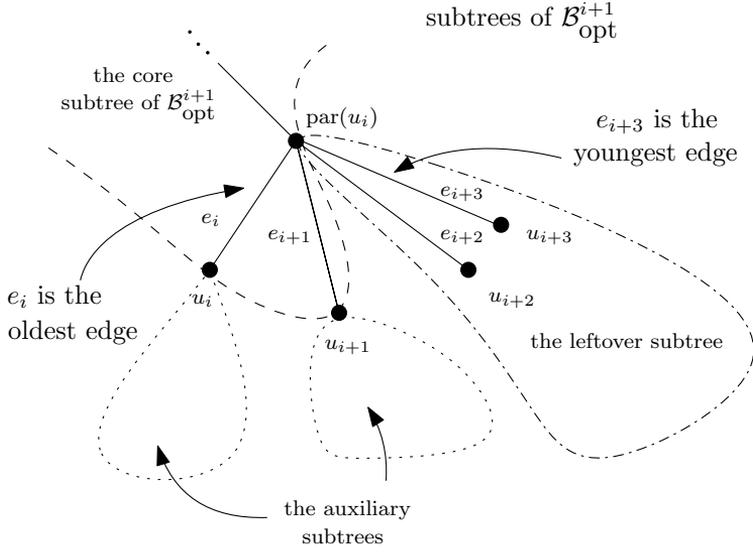 subtrees of $\mathcal{B}_{\text{opt}}^{i+1}$
the core
subtree of $\mathcal{B}_{\text{opt}}^{i+1}$
par($u_i$)
$e_{i+3}$ is the
youngest edge
$e_{i+3}$
$e_i$
$e_{i+1}$
$e_{i+2}$
$u_{i+3}$
$e_i$ is the
oldest edge
$u_i$
$u_{i+2}$
$u_{i+1}$
the leftover subtree
the auxiliary
subtrees